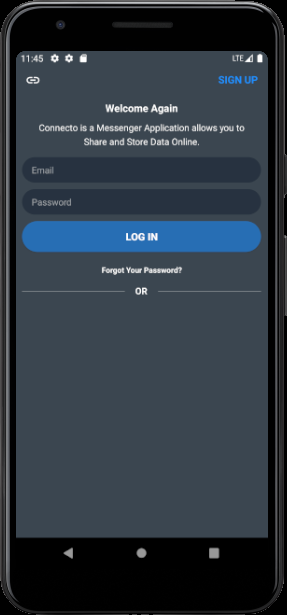 11:45 LTE
SIGN UP
Welcome Again
Connecto is a Messenger Application allows you to
Share and Store Data Online.
Email
Password
LOG IN
Forgot Your Password?
OR